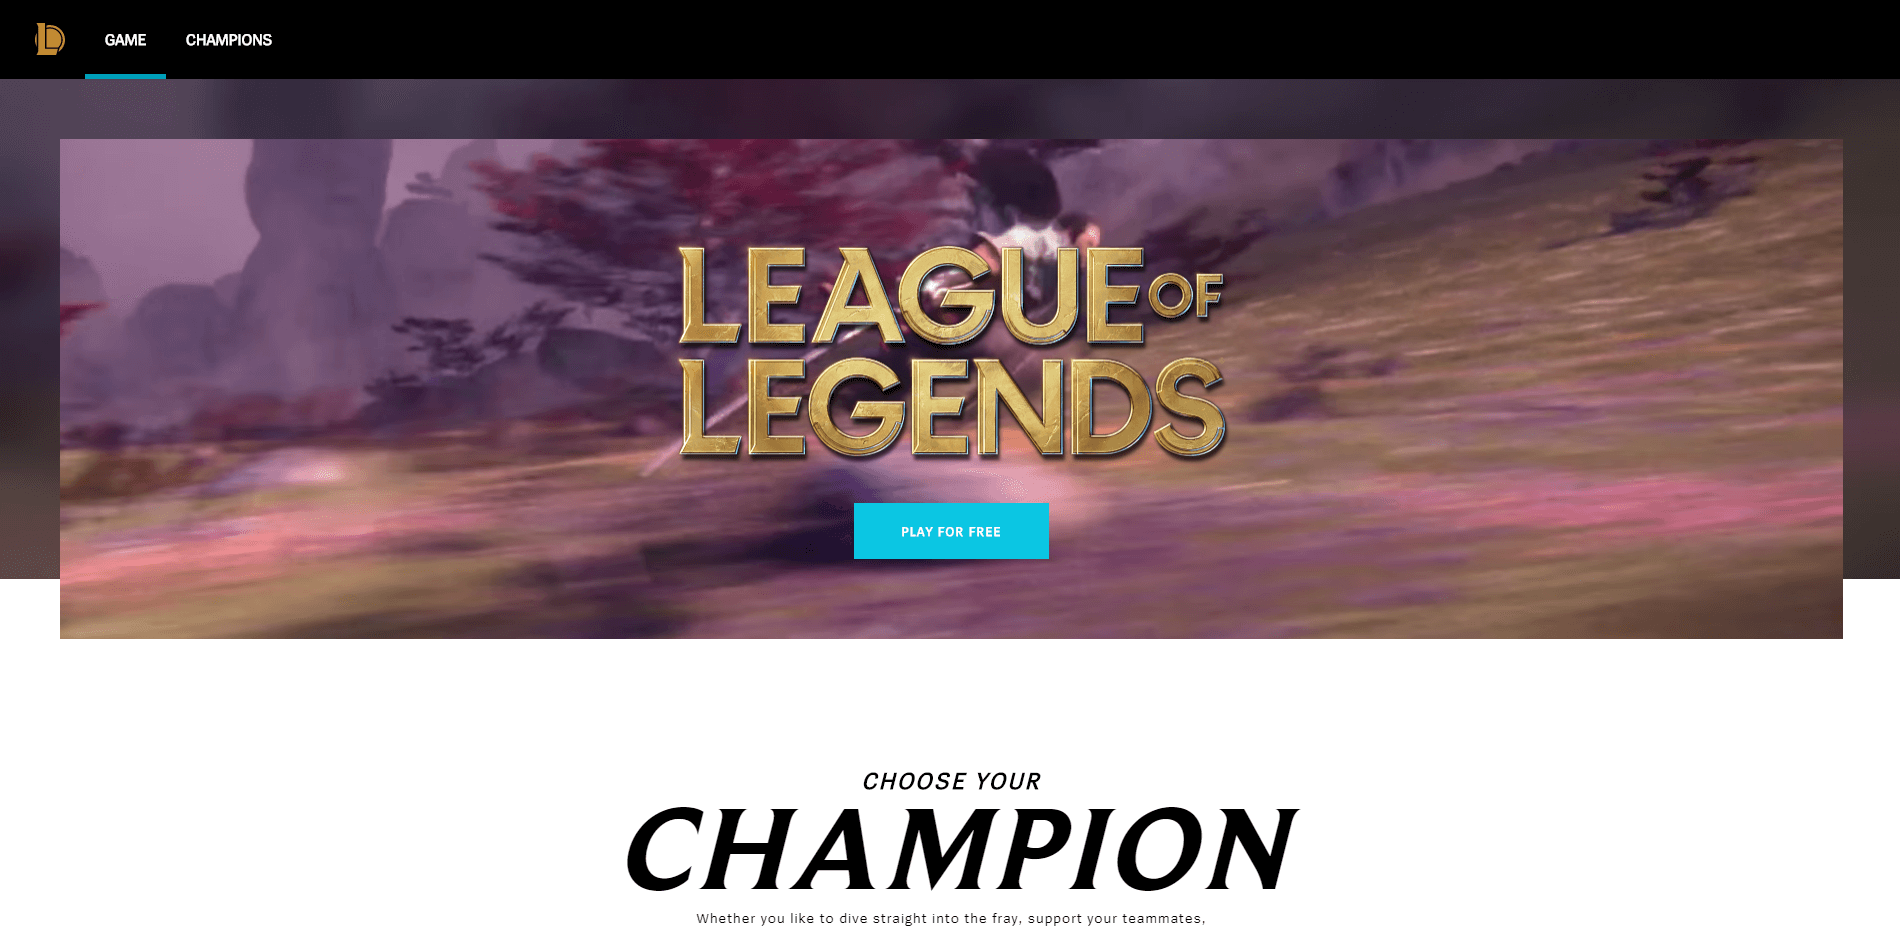 GAME
CHAMPIONS
LEAGUE OF
LEGENDS
PLAY FOR FREE
CHOOSE YOUR
CHAMPION
Whether you like to dive straight into the fray, support your teammates,